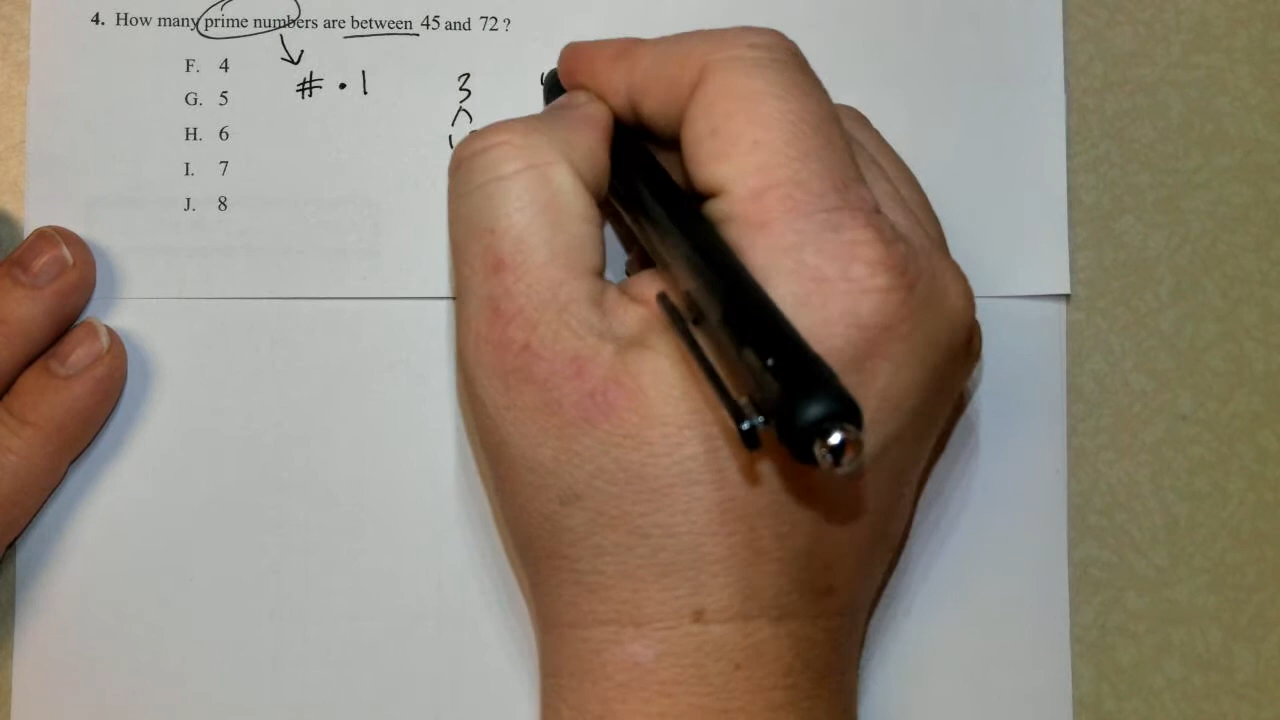 4. How many prime numbers are between 45 and 72 ?
F. 4
G. 5
H. 6
I. 7
J. 8
# • 1
3